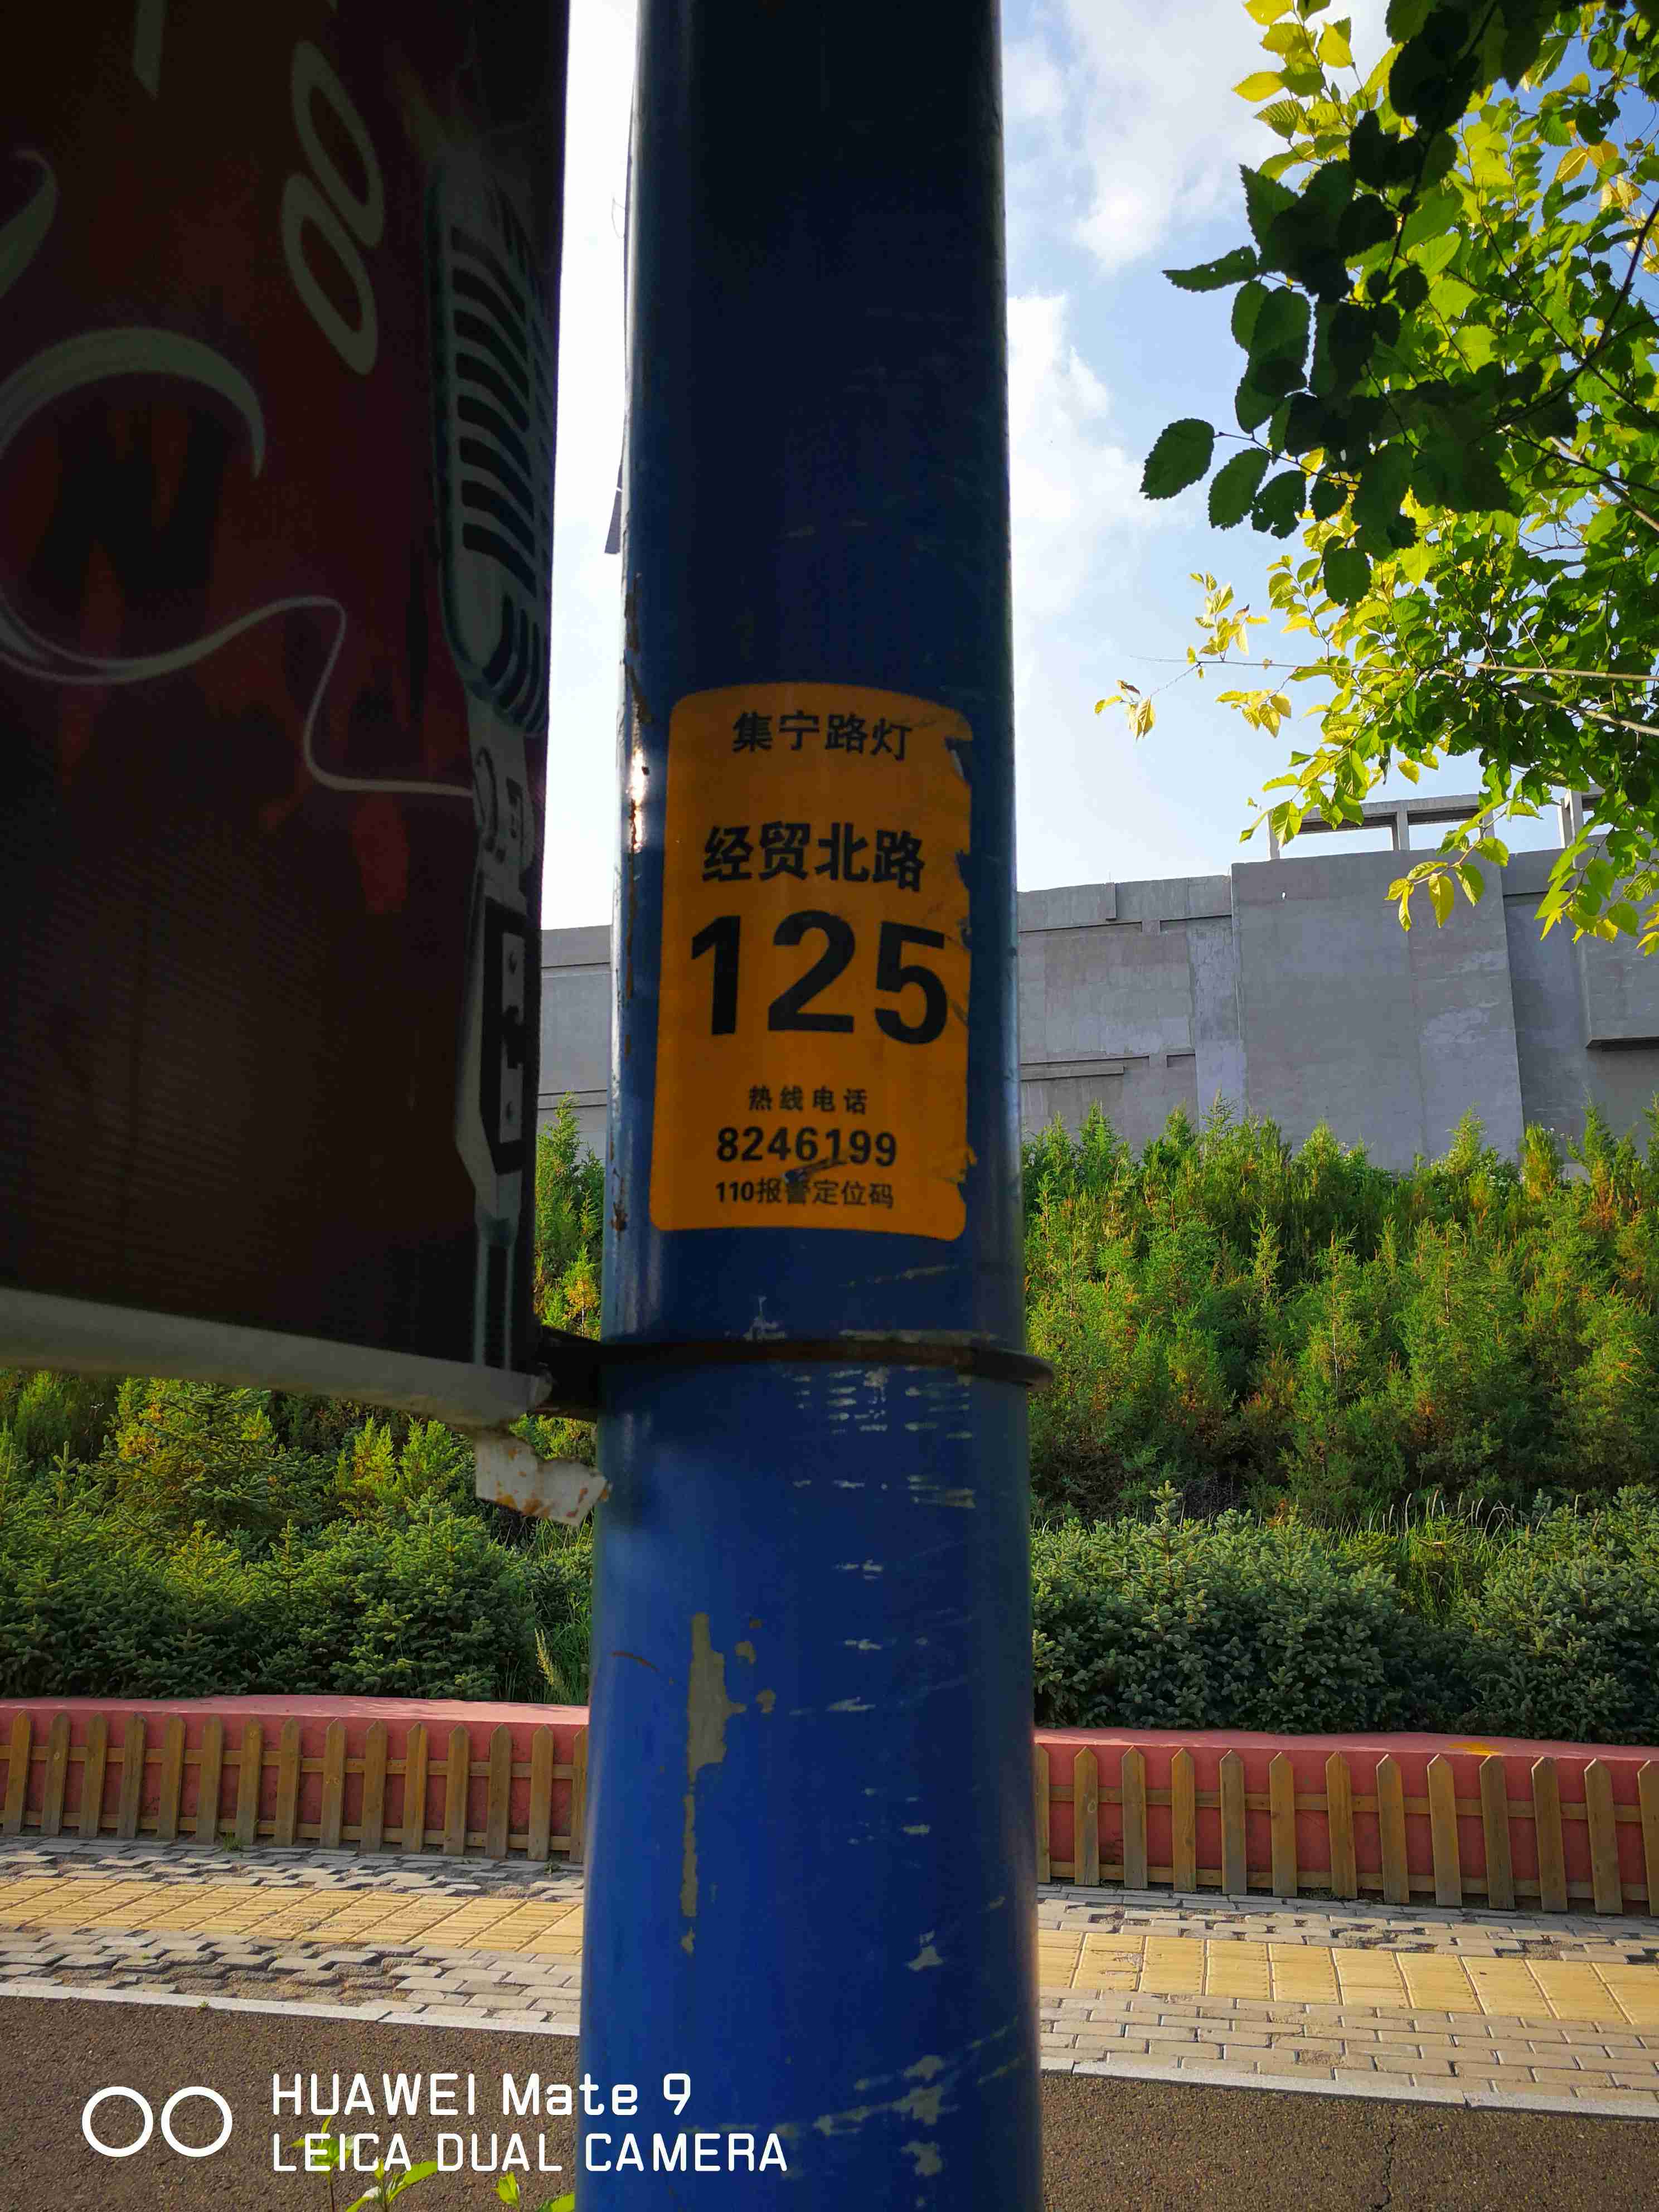 集宁路灯
经贸北路
125
热线电话
8246199
110报警定位码
HUAWEI Mate 9
LEICA DUAL CAMERA